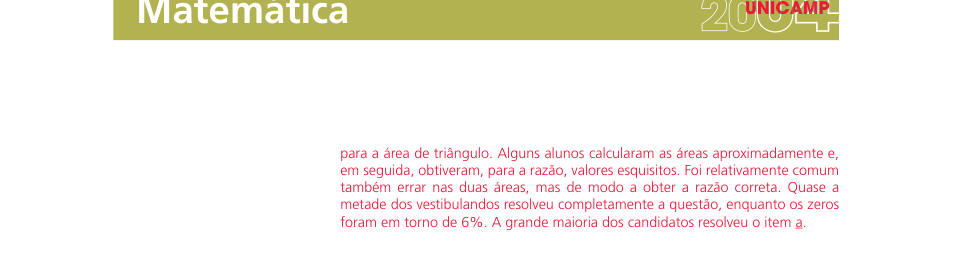 Matemática
2004
UNICAMP
para a área de triângulo. Alguns alunos calcularam as áreas aproximadamente e,
em seguida, obtiveram, para a razão, valores esquisitos. Foi relativamente comum
também errar nas duas áreas, mas de modo a obter a razão correta. Quase a
metade dos vestibulandos resolveu completamente a questão, enquanto os zeros
foram em torno de 6%. A grande maioria dos candidatos resolveu o item a.